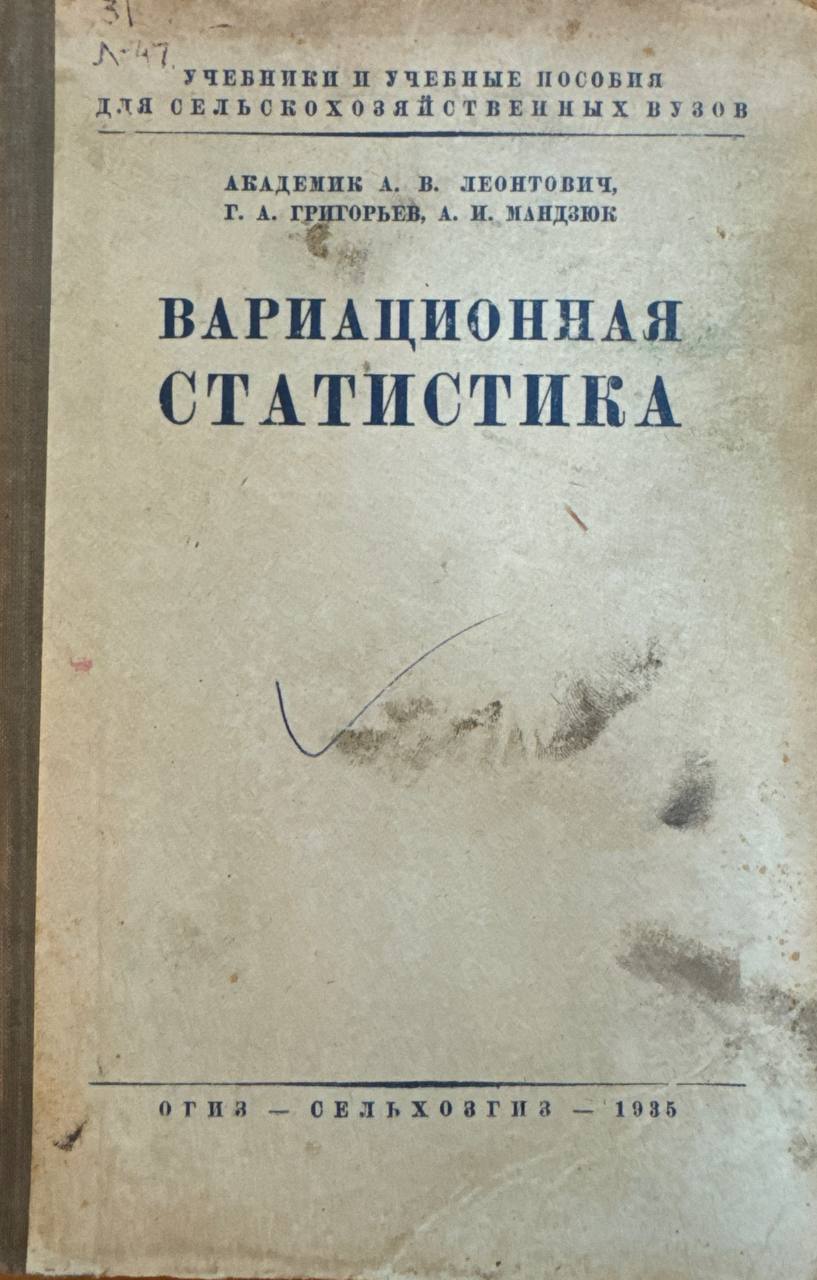 31
Л-47.
УЧЕБНИКИ И УЧЕБНЫЕ ПОСОБИЯ
ДЛЯ СЕЛЬСКОХОЗЯЙСТВЕННЫХ ВУЗОВ
АКАДЕМИК А. В. ЛЕОНТОВИЧ,
Г. А. ГРИГОРЬЕВ, А. И. МАНДЗЮК
ВАРИАЦИОННАЯ
СТАТИСТИКА
ОГИЗ — СЕЛЬХОЗГИЗ — 1935